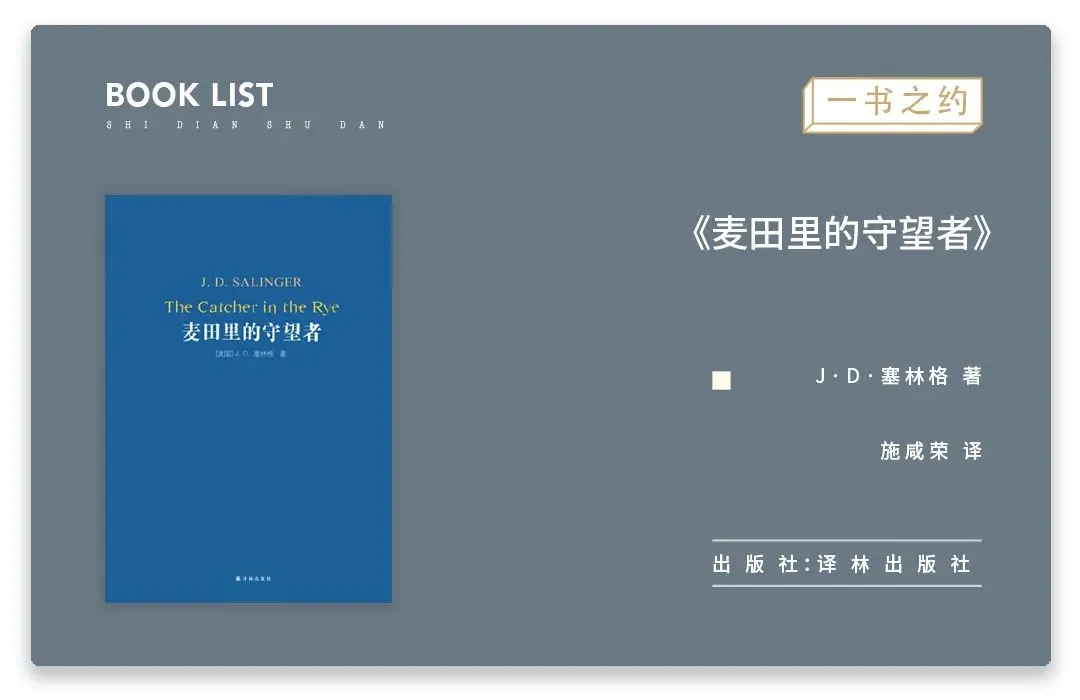 BOOK LIST
SHI DIAN SHU DAN
一书之约
J. D. SALINGER
The Catcher in the Rye
麦田里的守望者
[美国] J. D. 塞林格 著
译林出版社
《麦田里的守望者》
J·D·塞林格 著
施咸荣 译
出版社:译林出版社